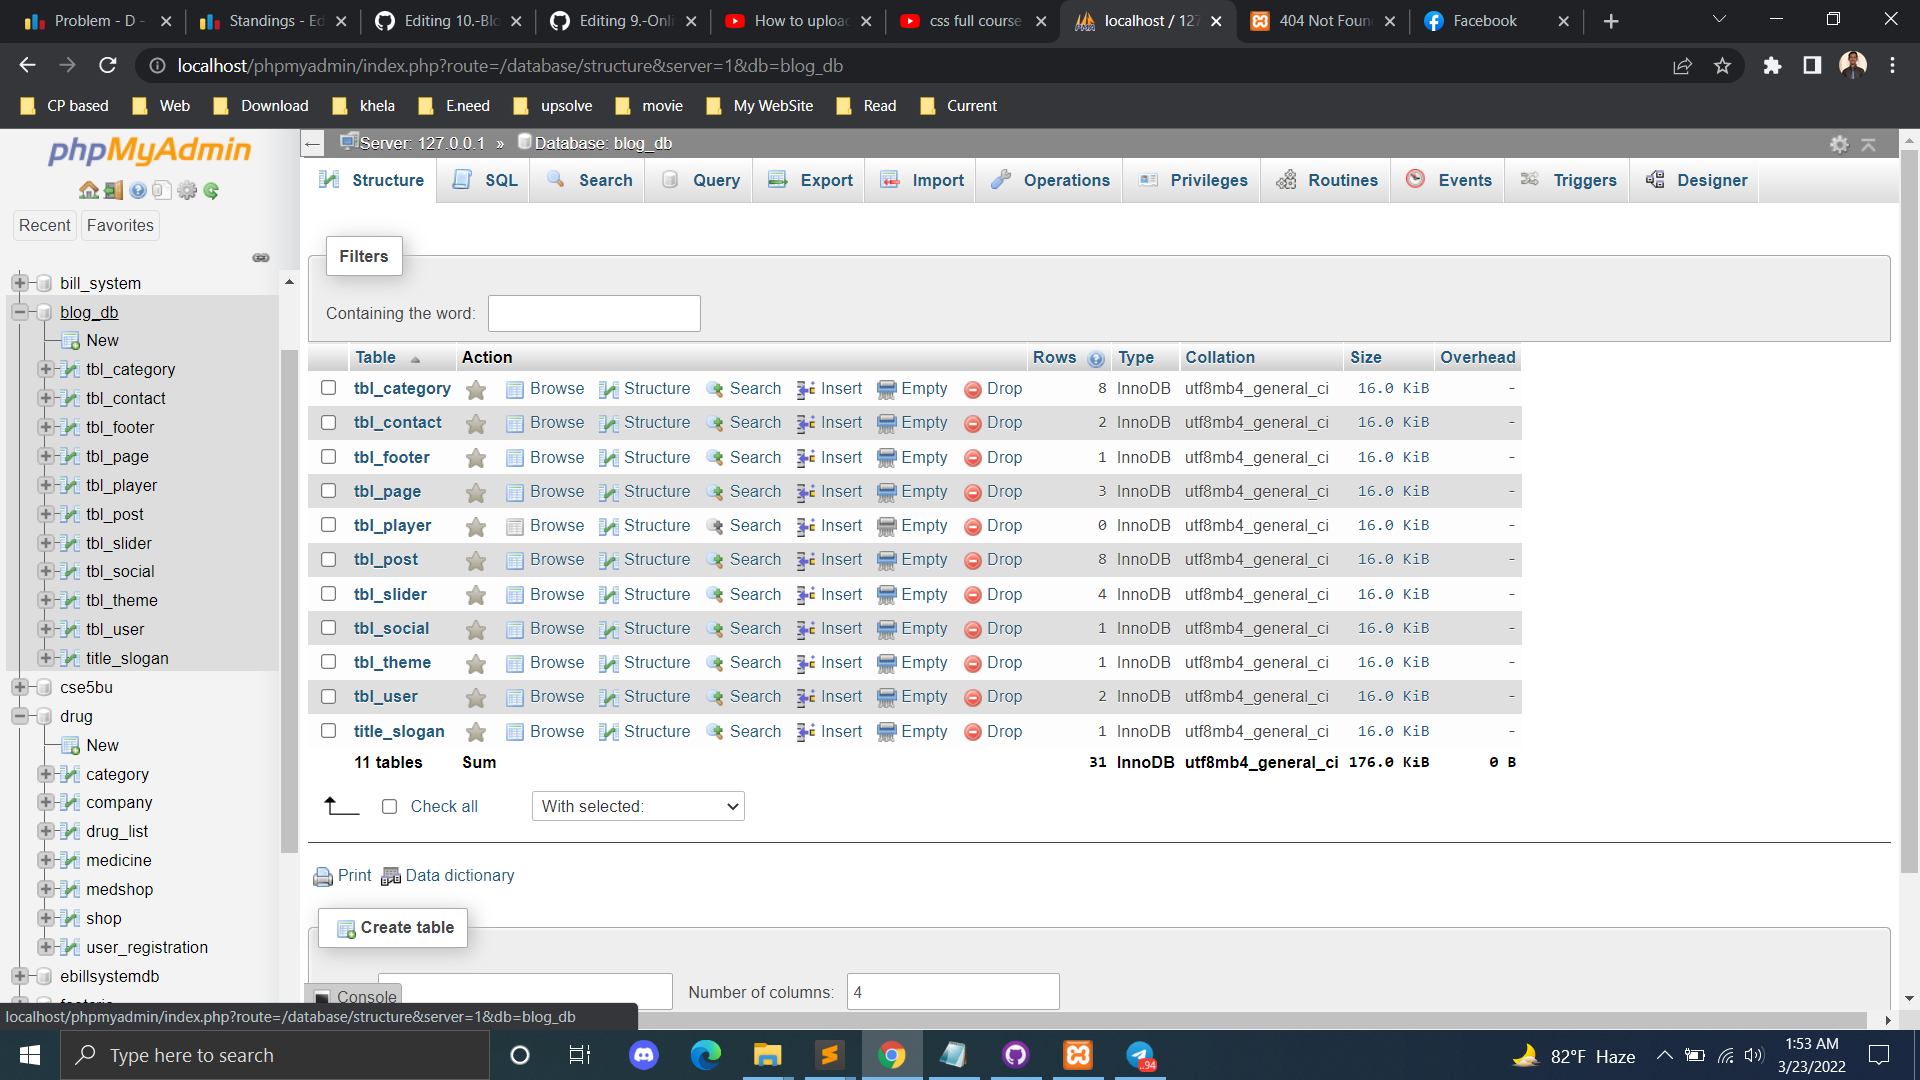 Problem - D -
Standings - Ed
Editing 10.-Blo
Editing 9.-Onli
How to upload
css full course
localhost / 127
404 Not Foun
Facebook
localhost/phpmyadmin/index.php?route=/database/structure&server=1&db=blog_db
CP based Web Download khela E.need upsolve movie My WebSite Read Current
phpMyAdmin
Recent Favorites
bill_system
blog_db
New
tbl_category
tbl_contact
tbl_footer
tbl_page
tbl_player
tbl_post
tbl_slider
tbl_social
tbl_theme
tbl_user
title_slogan
cse5bu
drug
New
category
company
drug_list
medicine
medshop
shop
user_registration
ebillsystemdb
Server: 127.0.0.1 » Database: blog_db
Structure SQL Search Query Export Import Operations Privileges Routines Events Triggers Designer
Filters
Containing the word:
Table Action Rows Type Collation Size Overhead
tbl_category Browse Structure Search Insert Empty Drop 8 InnoDB utf8mb4_general_ci 16.0 KiB -
tbl_contact Browse Structure Search Insert Empty Drop 2 InnoDB utf8mb4_general_ci 16.0 KiB -
tbl_footer Browse Structure Search Insert Empty Drop 1 InnoDB utf8mb4_general_ci 16.0 KiB -
tbl_page Browse Structure Search Insert Empty Drop 3 InnoDB utf8mb4_general_ci 16.0 KiB -
tbl_player Browse Structure Search Insert Empty Drop 0 InnoDB utf8mb4_general_ci 16.0 KiB -
tbl_post Browse Structure Search Insert Empty Drop 8 InnoDB utf8mb4_general_ci 16.0 KiB -
tbl_slider Browse Structure Search Insert Empty Drop 4 InnoDB utf8mb4_general_ci 16.0 KiB -
tbl_social Browse Structure Search Insert Empty Drop 1 InnoDB utf8mb4_general_ci 16.0 KiB -
tbl_theme Browse Structure Search Insert Empty Drop 1 InnoDB utf8mb4_general_ci 16.0 KiB -
tbl_user Browse Structure Search Insert Empty Drop 2 InnoDB utf8mb4_general_ci 16.0 KiB -
title_slogan Browse Structure Search Insert Empty Drop 1 InnoDB utf8mb4_general_ci 16.0 KiB -
11 tables Sum 31 InnoDB utf8mb4_general_ci 176.0 KiB 0 B
Check all With selected:
Print Data dictionary
Create table
Number of columns: 4
Console
localhost/phpmyadmin/index.php?route=/database/structure&server=1&db=blog_db
Type here to search
..94
82°F Haze
1:53 AM
3/23/2022